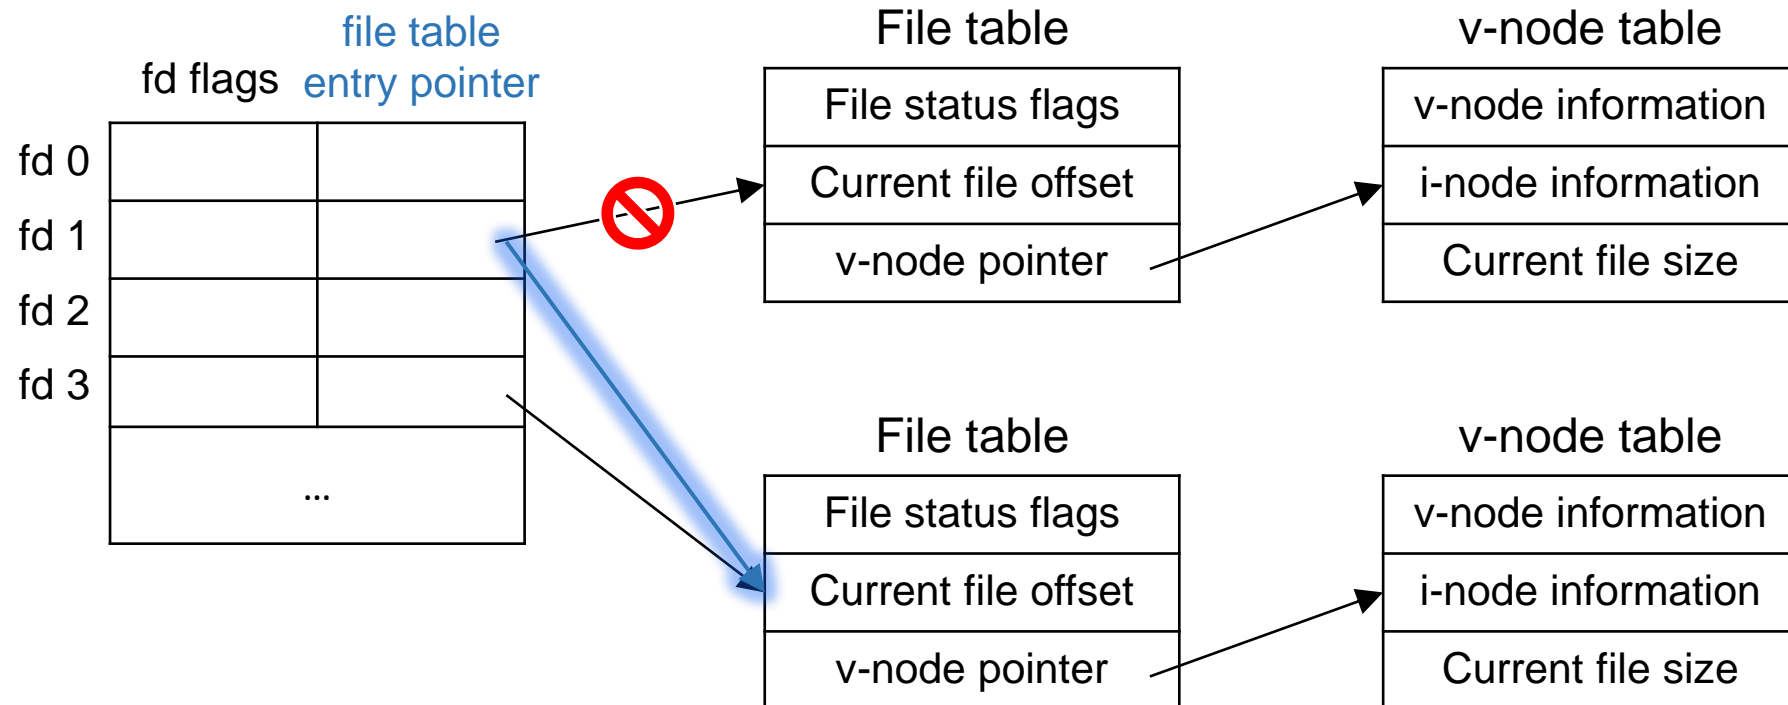 file table
entry pointer
fd flags
fd 0
fd 1
fd 2
fd 3
...
File table
File status flags
Current file offset
v-node pointer
v-node table
v-node information
i-node information
Current file size
File table
File status flags
Current file offset
v-node pointer
v-node table
v-node information
i-node information
Current file size